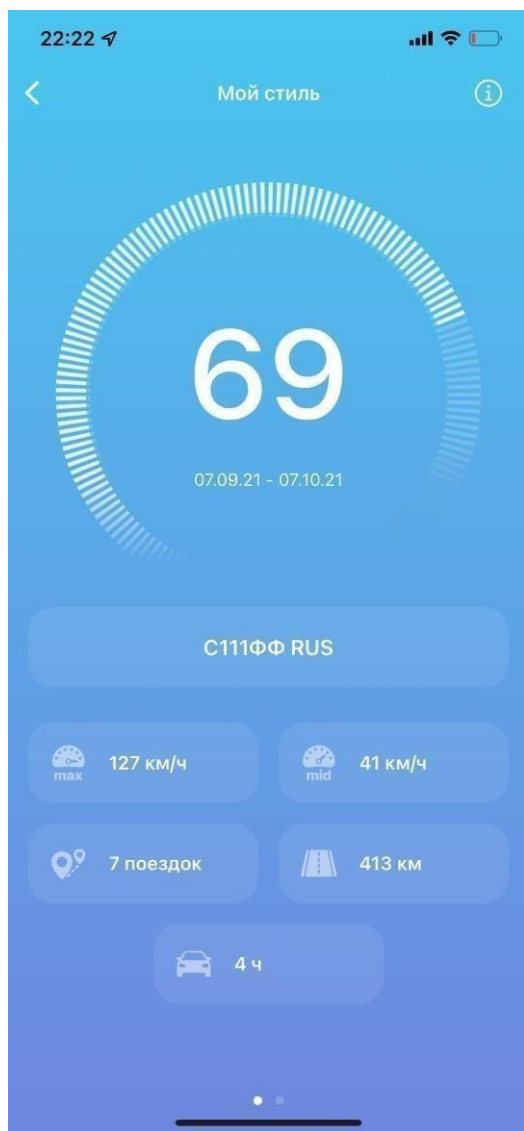 22:22
Мой стиль
69
07.09.21 - 07.10.21
С111ФФ RUS
max 127 км/ч
mid 41 км/ч
7 поездок
413 км
4 ч